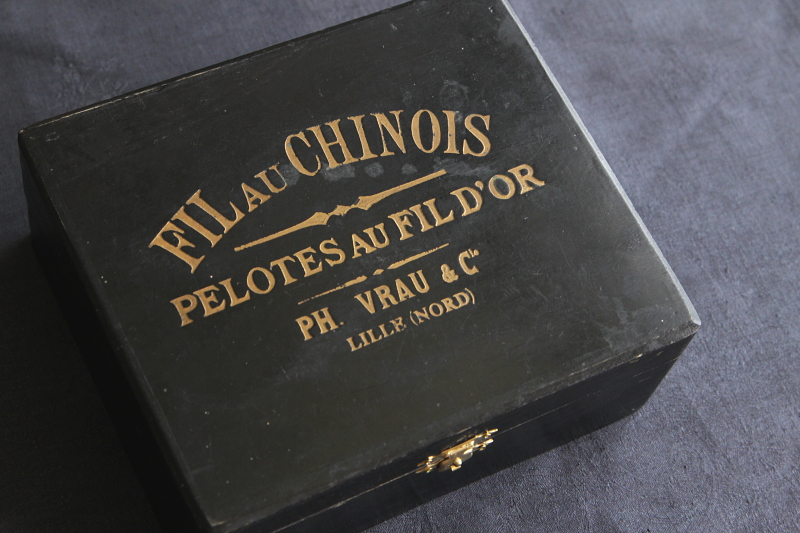 FIL AU CHINOIS
PELOTES AU FIL D'OR
PH. VRAU & Cie
LILLE (NORD)